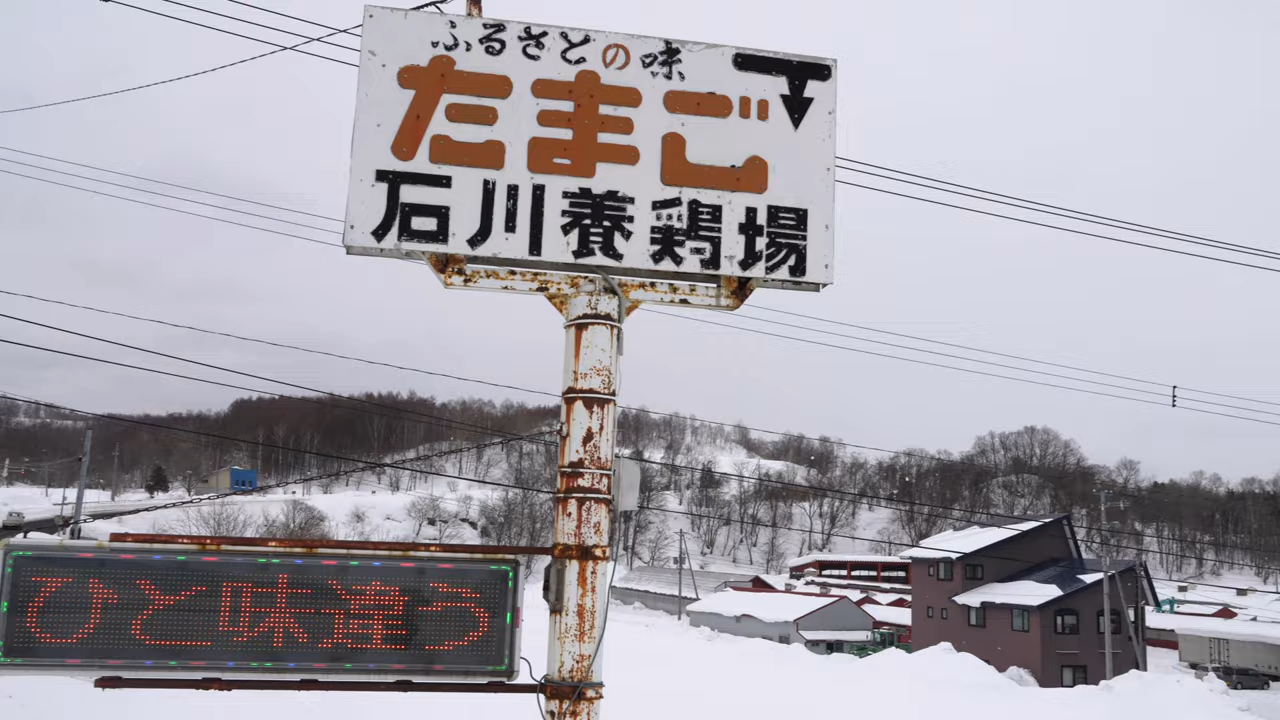 ふるさとの味
たまご
石川養鶏場
ひと味違う